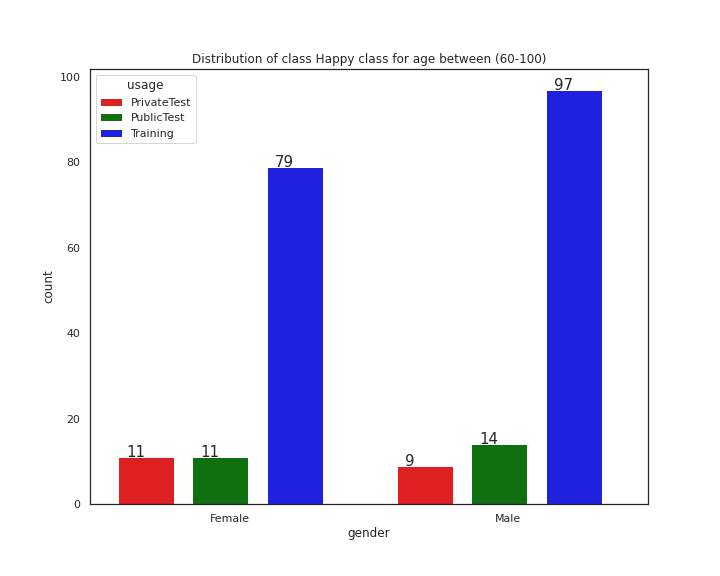 Distribution of class Happy class for age between (60-100)
usage
PrivateTest
PublicTest
Training
count
100
80
60
40
20
0
11
11
79
9
14
97
Female
Male
gender